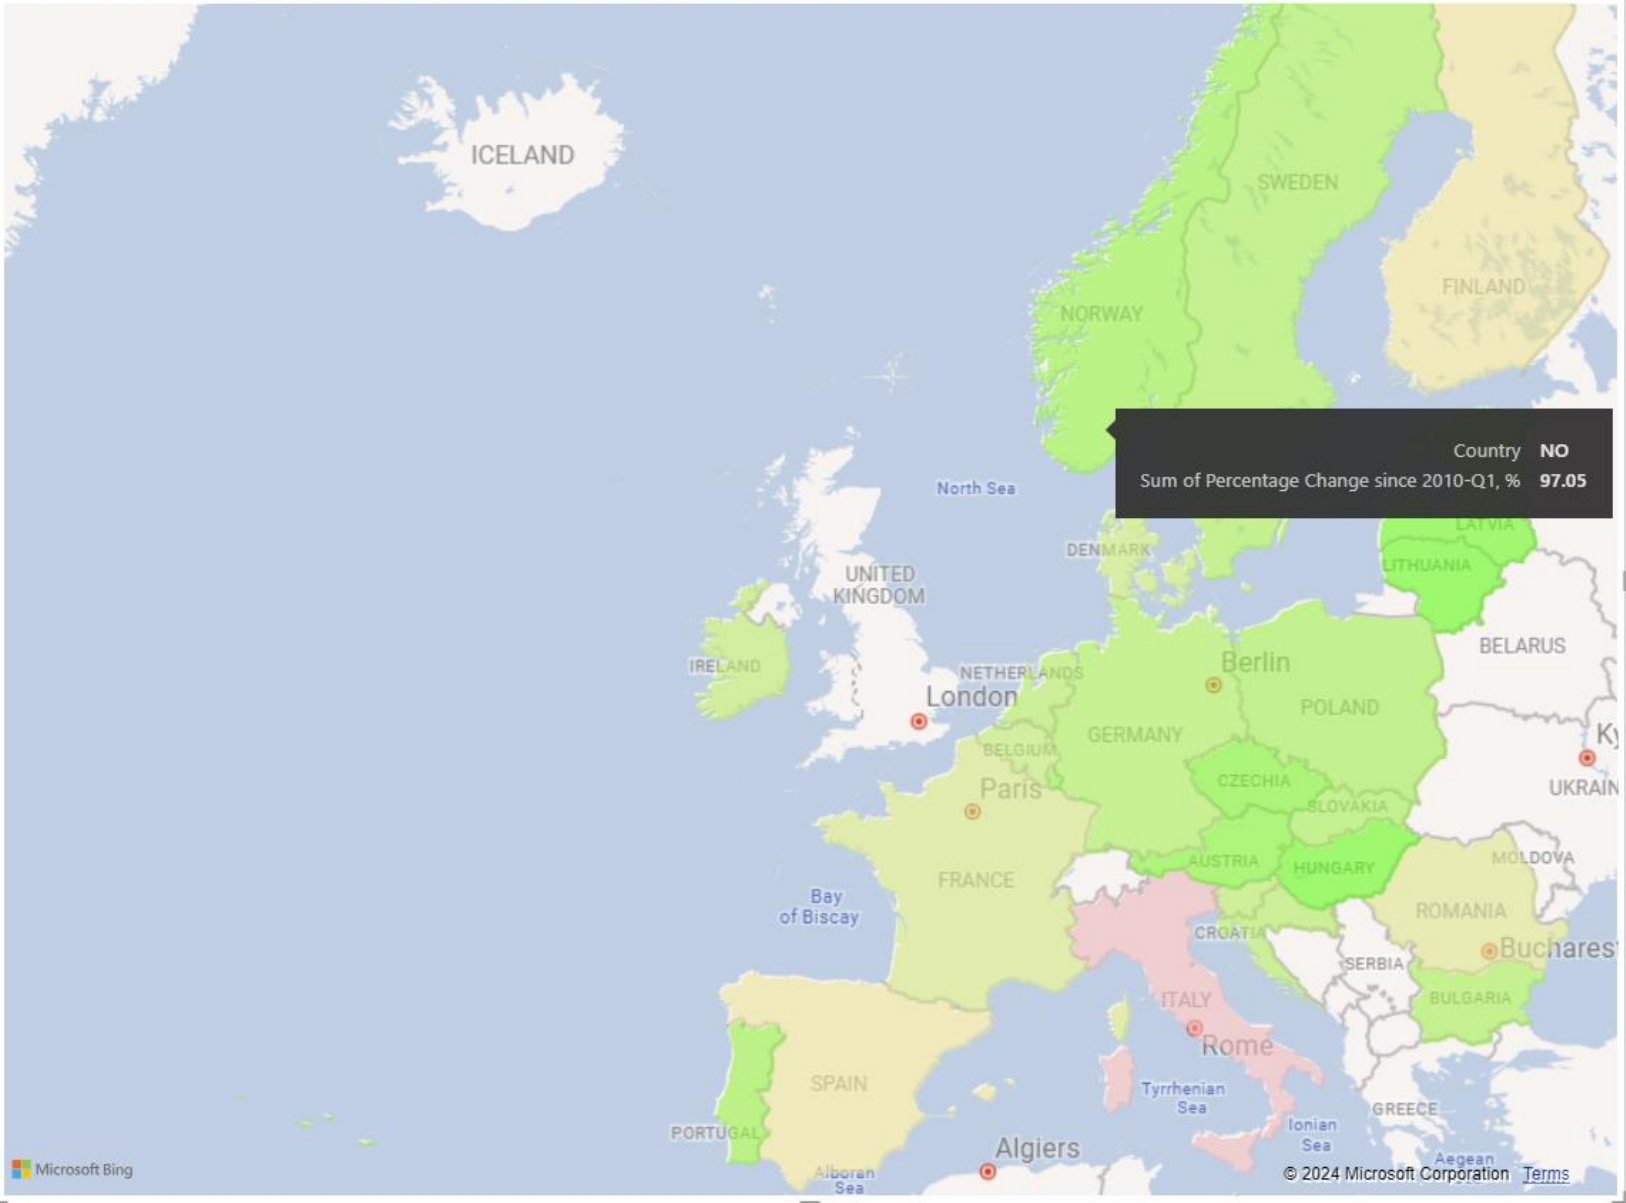 ICELAND
SWEDEN
FINLAND
NORWAY
Country NO
Sum of Percentage Change since 2010-Q1, % 97.05
North Sea
LATVIA
DENMARK
LITHUANIA
UNITED
KINGDOM
BELARUS
IRELAND
NETHERLANDS
Berlin
London
POLAND
GERMANY
Ky
BELGIUM
CZECHIA
Paris
UKRAIN
SLOVAKIA
AUSTRIA
HUNGARY
MOLDOVA
FRANCE
Bay
of Biscay
ROMANIA
CROATIA
Bucharest
SERBIA
BULGARIA
ITALY
Rome
SPAIN
Tyrrhenian
Sea
GREECE
PORTUGAL
Ionian
Sea
Algiers
Aegean
Microsoft Bing
Alboran
Sea
© 2024 Microsoft Corporation Terms